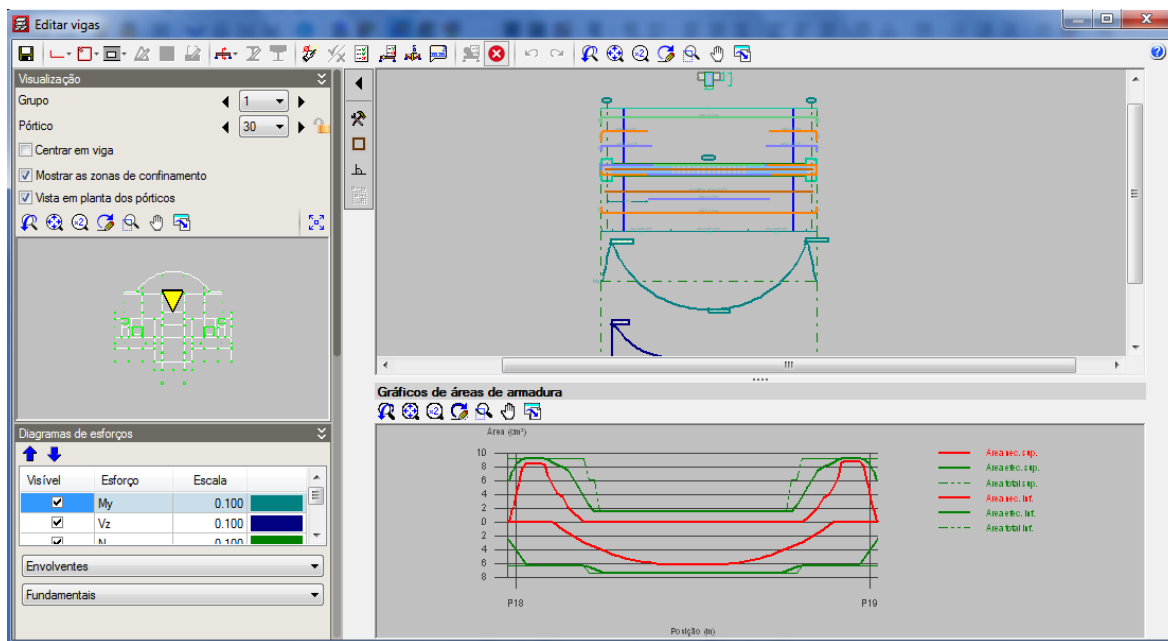 Editar vigas
Visualização
Grupo 1
Pórtico 30
Centrar em viga
Mostrar as zonas de confinamento
Vista em planta dos pórticos
Diagramas de esforços
Visível Esforço Escala
My 0.100
Vz 0.100
N 0.100
Envolventes
Fundamentais
Gráficos de áreas de armadura
Área (cm²)
10
8
6
4
2
0
2
4
6
8
P18 P19
Posição (m)
Área nec. sup.
Área efec. sup.
Área total sup.
Área nec. inf.
Área efec. inf.
Área total inf.